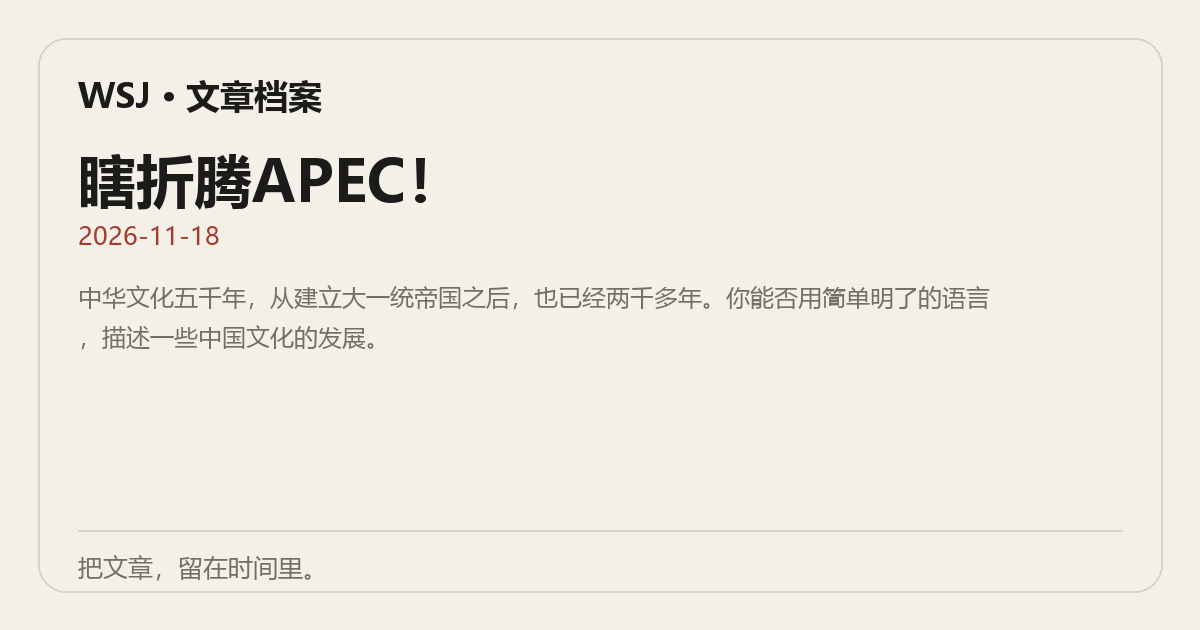 WSJ · 文章档案
瞎折腾APEC！
2026-11-18
中华文化五千年，从建立大一统帝国之后，也已经两千多年。你能否用简单明了的语言
，描述一些中国文化的发展。
把文章，留在时间里。